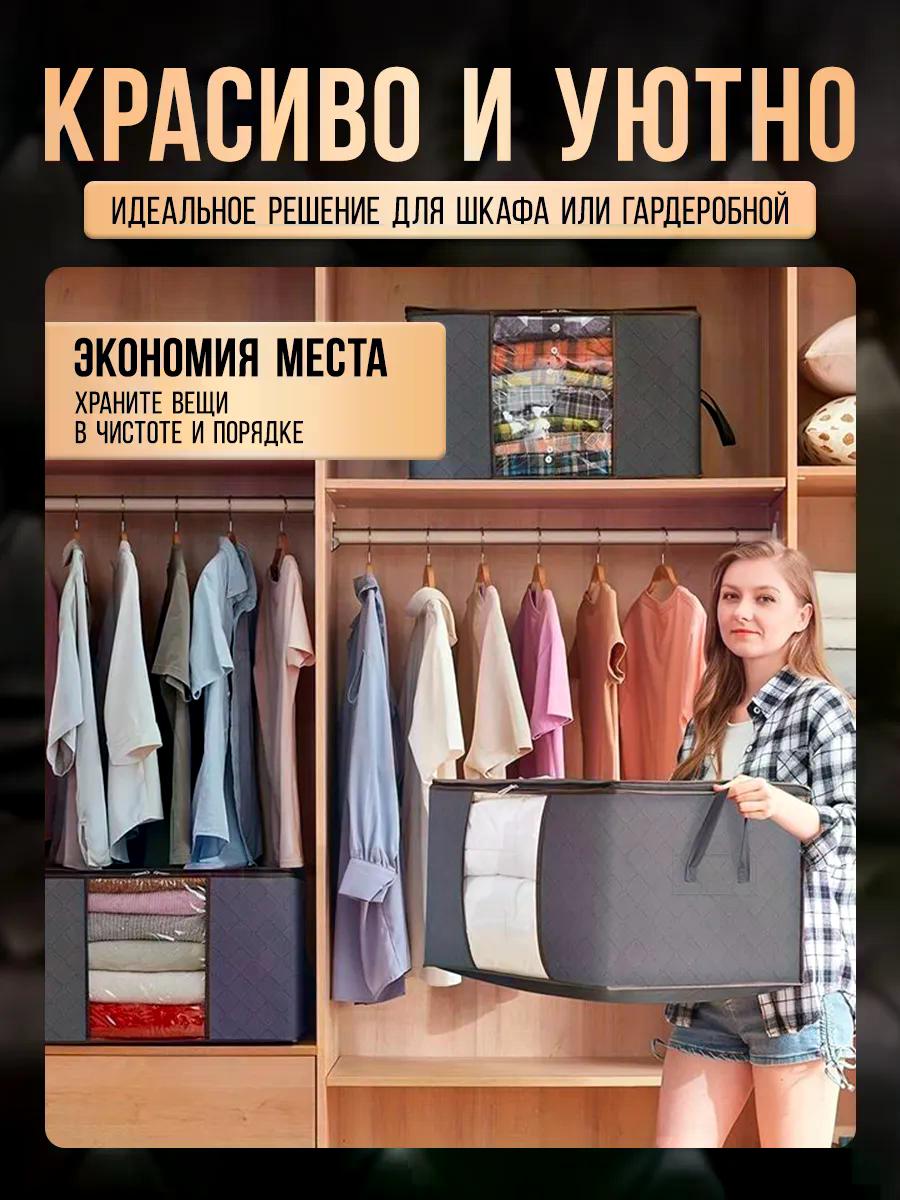 КРАСИВО И УЮТНО
ИДЕАЛЬНОЕ РЕШЕНИЕ ДЛЯ ШКАФА ИЛИ ГАРДЕРОБНОЙ
ЭКОНОМИЯ МЕСТА
ХРАНИТЕ ВЕЩИ
В ЧИСТОТЕ И ПОРЯДКЕ